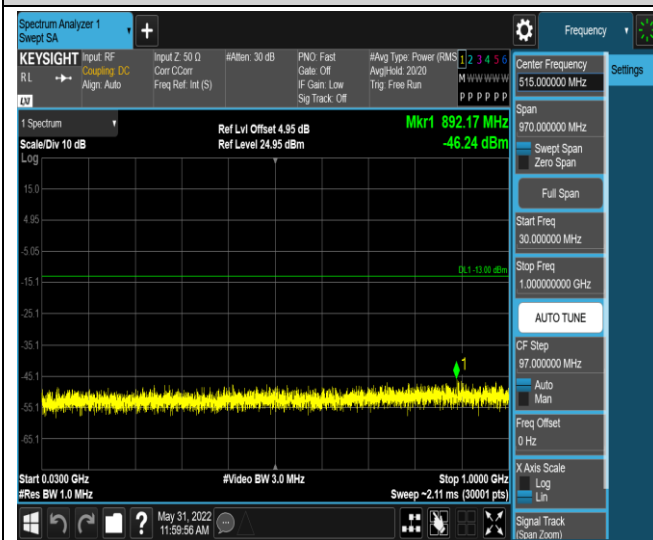 Spectrum Analyzer 1
Swept SA
+
Frequency
KEYSIGHT
RL
LXI
Input: RF
Coupling: DC
Align: Auto
Input Z: 50 Ω
Corr CCorr
Freq Ref: Int (S)
#Atten: 30 dB
PNO: Fast
Gate: Off
IF Gain: Low
Sig Track: Off
#Avg Type: Power (RMS
Avg|Hold: 20/20
Trig: Free Run
1 2 3 4 5 6
M W W W W W
P P P P P P
1 Spectrum
Scale/Div 10 dB
Log
Ref Lvl Offset 4.95 dB
Ref Level 24.95 dBm
Mkr1 892.17 MHz
-46.24 dBm
15.0
4.95
-5.05
-15.1
-25.1
-35.1
-45.1
-55.1
-65.1
DL1 -13.00 dBm
1
Start 0.0300 GHz
#Res BW 1.0 MHz
#Video BW 3.0 MHz
Stop 1.0000 GHz
Sweep ~2.11 ms (30001 pts)
?
May 31, 2022
11:59:56 AM
Center Frequency
515.000000 MHz
Span
970.000000 MHz
Swept Span
Zero Span
Full Span
Start Freq
30.000000 MHz
Stop Freq
1.000000000 GHz
AUTO TUNE
CF Step
97.000000 MHz
Auto
Man
Freq Offset
0 Hz
X Axis Scale
Log
Lin
Signal Track
(Span Zoom)
Settings